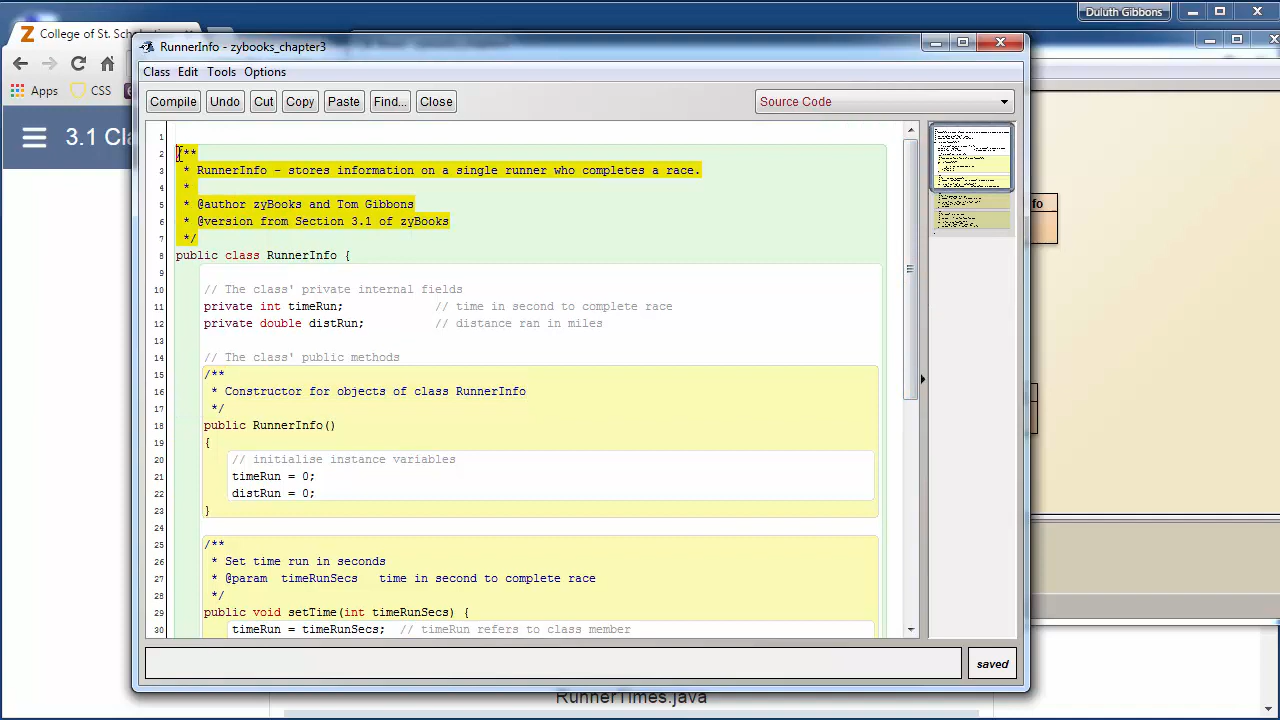 Duluth Gibbons
College of St. Schol
Apps
CSS
3.1 Cla
RunnerInfo - zybooks_chapter3
Class Edit Tools Options
Compile Undo Cut Copy Paste Find... Close
Source Code
1
2 /**
3 * RunnerInfo - stores information on a single runner who completes a race.
4 *
5 * @author zyBooks and Tom Gibbons
6 * @version from Section 3.1 of zyBooks
7 */
8 public class RunnerInfo {
9
10 // The class' private internal fields
11 private int timeRun; // time in second to complete race
12 private double distRun; // distance ran in miles
13
14 // The class' public methods
15 /**
16 * Constructor for objects of class RunnerInfo
17 */
18 public RunnerInfo()
19 {
20 // initialise instance variables
21 timeRun = 0;
22 distRun = 0;
23 }
24
25 /**
26 * Set time run in seconds
27 * @param timeRunSecs time in second to complete race
28 */
29 public void setTime(int timeRunSecs) {
30 timeRun = timeRunSecs; // timeRun refers to class member
fo
saved
RunnerTimes.java